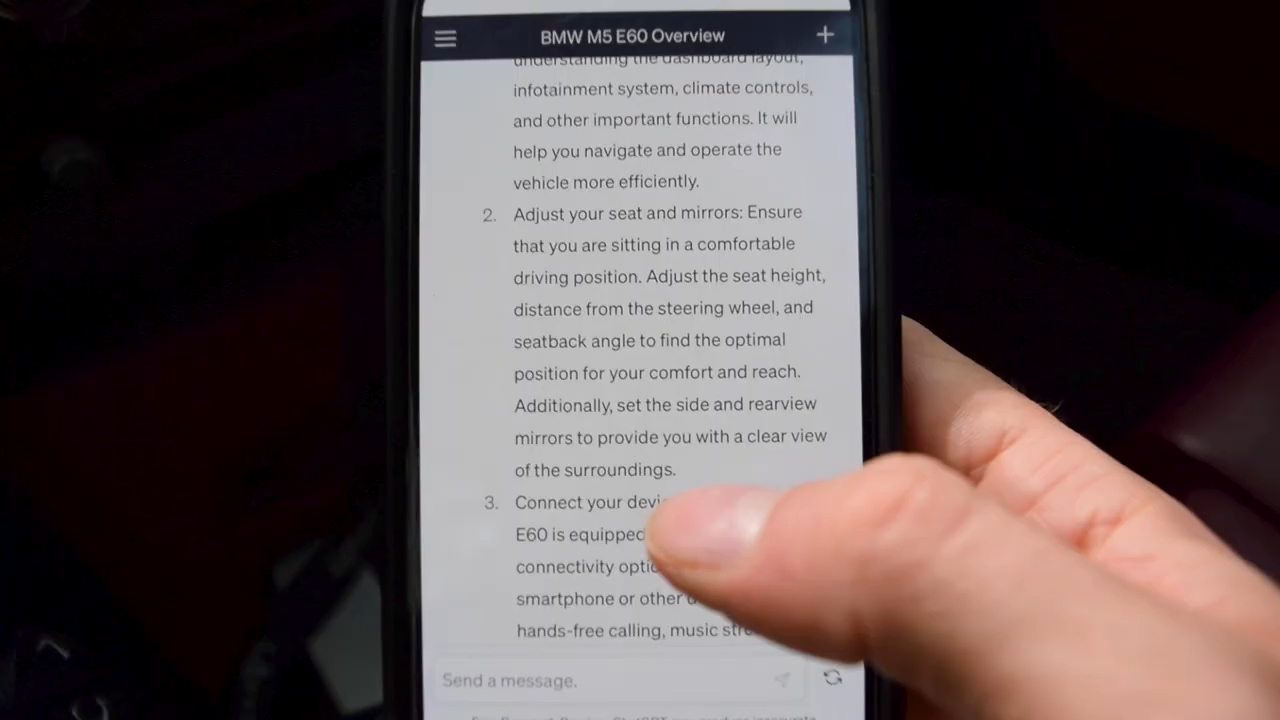 BMW M5 E60 Overview
understanding the dashboard layout,
infotainment system, climate controls,
and other important functions. It will
help you navigate and operate the
vehicle more efficiently.
2. Adjust your seat and mirrors: Ensure
that you are sitting in a comfortable
driving position. Adjust the seat height,
distance from the steering wheel, and
seatback angle to find the optimal
position for your comfort and reach.
Additionally, set the side and rearview
mirrors to provide you with a clear view
of the surroundings.
3. Connect your
E60 is equipped
connectivity
smartphone or other
hands-free calling, music
Send a message.